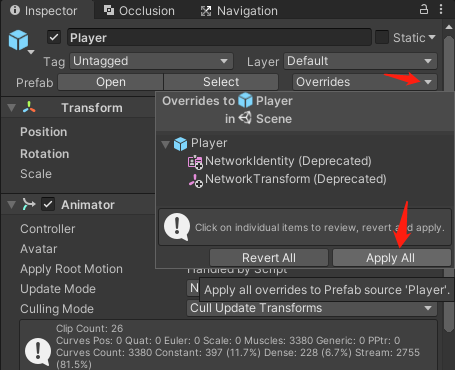 Inspector Occlusion Navigation
Player Static
Tag Untagged Layer Default
Prefab Open Select Overrides
Transform
Overrides to Player
in Scene
Position
Player
Rotation
NetworkIdentity (Deprecated)
Scale
NetworkTransform (Deprecated)
Animator
Controller
Click on individual items to review, revert and apply.
Avatar
Revert All Apply All
Apply Root Motion Handled by Script
Update Mode N
Apply all overrides to Prefab source 'Player'.
Culling Mode Cull Update Transforms
Clip Count: 26
Curves Pos: 0 Quat: 0 Euler: 0 Scale: 0 Muscles: 3380 Generic: 0 PPtr: 0
Curves Count: 3380 Constant: 397 (11.7%) Dense: 228 (6.7%) Stream: 2755
(81.5%)